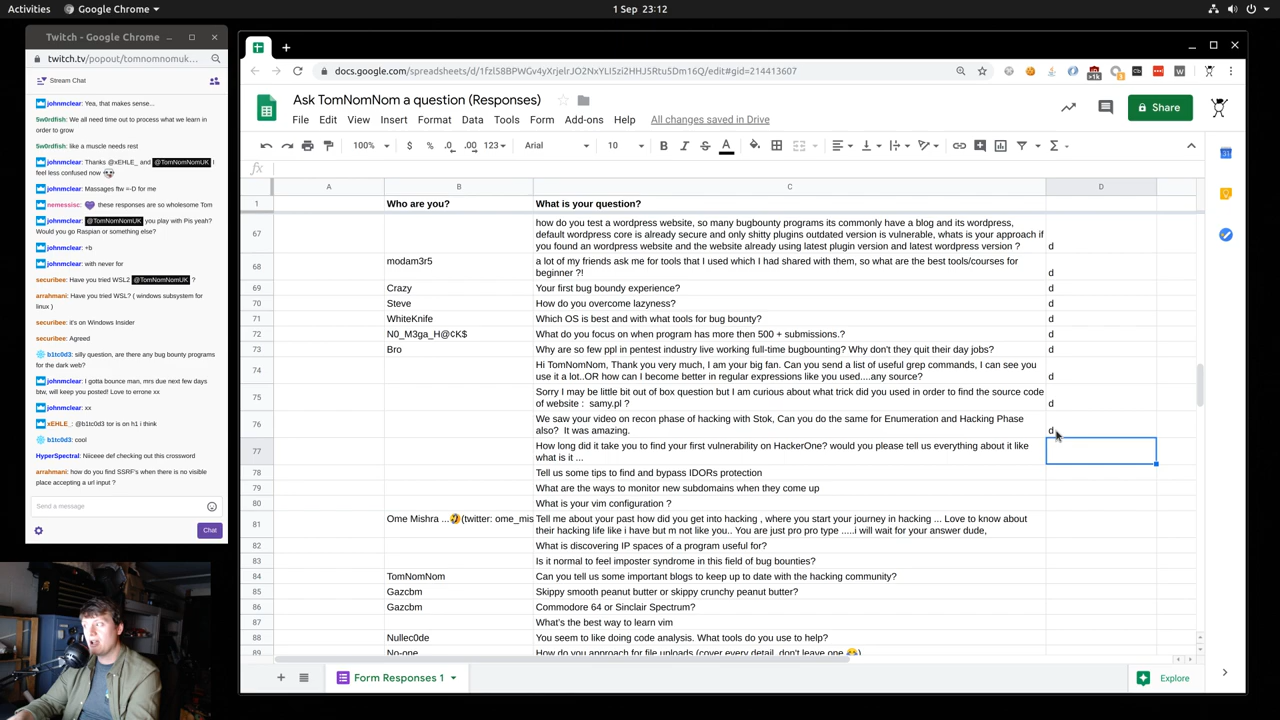 Activities
Google Chrome
1 Sep 23:12
Twitch - Google Chrome
twitch.tv/popout/tomnomnomuk...
Stream Chat
johnmclear: Yea, that makes sense...
5w0rdfish: We all need time out to process what we learn in
order to grow
5w0rdfish: like a muscle needs rest
johnmclear: Thanks @xEHLE_ and @TomNomNomUK I
feel less confused now
johnmclear: Massages ftw =-D for me
nemessisc: 💜 these responses are so wholesome Tom
johnmclear: @TomNomNomUK you play with Pis yeah?
Would you go Raspian or something else?
johnmclear: +b
johnmclear: with never for
securibee: Have you tried WSL2 @TomNomNomUK ?
arrahmani: Have you tried WSL? ( windows subsystem for
linux )
securibee: it's on Windows Insider
securibee: Agreed
b1tc0d3: silly question, are there any bug bounty programs
for the dark web?
johnmclear: I gotta bounce man, mrs due next few days
btw, will keep you posted! Love to errone xx
johnmclear: xx
xEHLE_: @b1tc0d3 tor is on h1 i think
b1tc0d3: cool
HyperSpectral: Niiceee def checking out this crossword
arrahmani: how do you find SSRF's when there is no visible
place accepting a url input ?
Send a message
Chat
docs.google.com/spreadsheets/d/1fzIS8BPWGv4yXrjeirJO2NxYLI5zi2HHJ5Rtu5Dm16Q/edit#gid=214413607
Ask TomNomNom a question (Responses)
File Edit View Insert Format Data Tools Form Add-ons Help All changes saved in Drive
Share
100% $ % .0 .00 123 Arial 10 B I S A
fx
A B C D
1 Who are you? What is your question?
67 how do you test a wordpress website, so many bugbounty programs its commonly have a blog and its wordpress,
default wordpress core is already secure and only shitty plugins outdated version is vulnerable, whats is your approach if
you found an wordpress website and the website already using latest plugin version and latest wordpress version ? d
68 modam3r5 a lot of my friends ask me for tools that I used which I had shared with them, so what are the best tools/courses for
beginner ?! d
69 Crazy Your first bug boundy experience? d
70 Steve How do you overcome lazyness? d
71 WhiteKnife Which OS is best and with what tools for bug bounty? d
72 N0_M3ga_H@¢K$ What do you focus on when program has more then 500 + submissions.? d
73 Bro Why are so few ppl in pentest industry live working full-time bugbounting? Why don't they quit their day jobs? d
74 Hi TomNomNom, Thank you very much, I am your big fan. Can you send a list of useful grep commands, I can see you
use it a lot..OR how can I become better in regular expressions like you used....any source? d
75 Sorry I may be little bit out of box question but I am curious about what trick did you used in order to find the source code
of website : samy.pl ? d
76 We saw your video on recon phase of hacking with Stok, Can you do the same for Enumeration and Hacking Phase
also? It was amazing. d
77 How long did it take you to find your first vulnerability on HackerOne? would you please tell us everything about it like
what is it ...
78 Tell us some tips to find and bypass IDORs protection
79 What are the ways to monitor new subdomains when they come up
80 What is your vim configuration ?
81 Ome Mishra ...🤣(twitter: ome_mis Tell me about your past how did you get into hacking , where you start your journey in hacking ... Love to know about
their hacking life like i have but m not like you.. You are just pro pro type .....i will wait for your answer dude,
82 What is discovering IP spaces of a program useful for?
83 Is it normal to feel imposter syndrome in this field of bug bounties?
84 TomNomNom Can you tell us some important blogs to keep up to date with the hacking community?
85 Gazcbm Skippy smooth peanut butter or skippy crunchy peanut butter?
86 Gazcbm Commodore 64 or Sinclair Spectrum?
87 What's the best way to learn vim
88 Nullec0de You seem to like doing code analysis. What tools do you use to help?
89 No-one How do you approach for file uploads (cover every detail, don't leave one 😂)
Form Responses 1
Explore